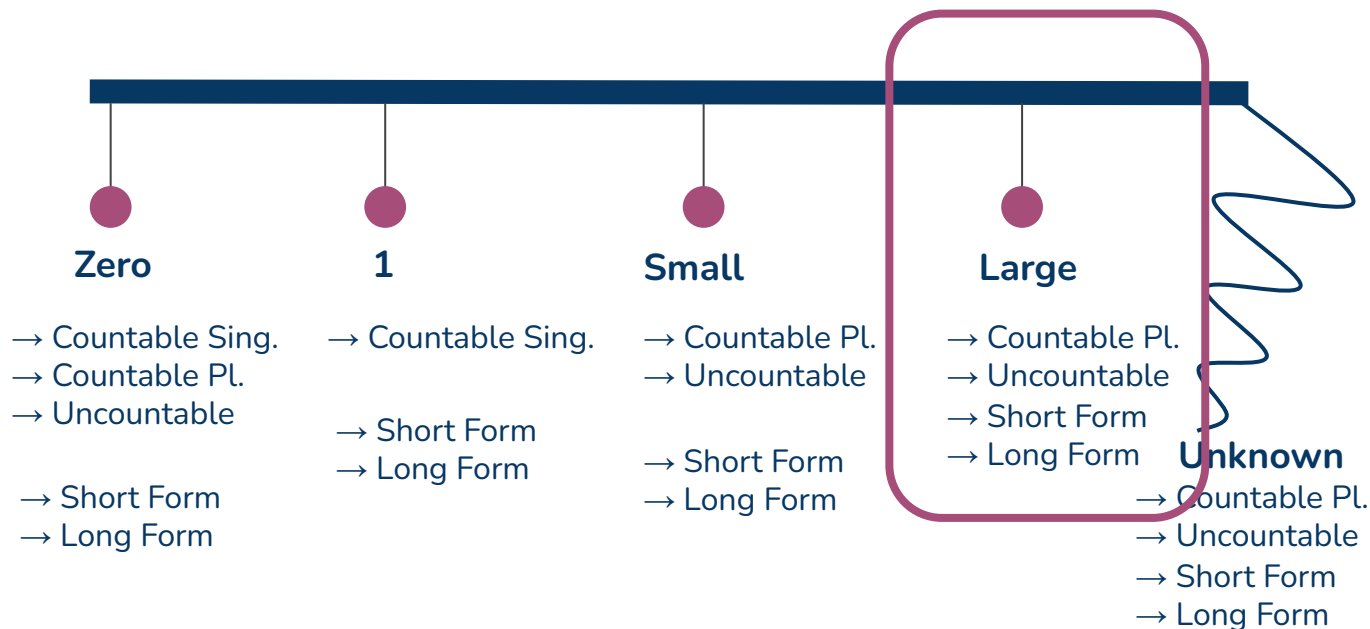 Zero
→ Countable Sing.
→ Countable Pl.
→ Uncountable
→ Short Form
→ Long Form
1
→ Countable Sing.
→ Short Form
→ Long Form
Small
→ Countable Pl.
→ Uncountable
→ Short Form
→ Long Form
Large
→ Countable Pl.
→ Uncountable
→ Short Form
→ Long Form
Unknown
→ Countable Pl.
→ Uncountable
→ Short Form
→ Long Form